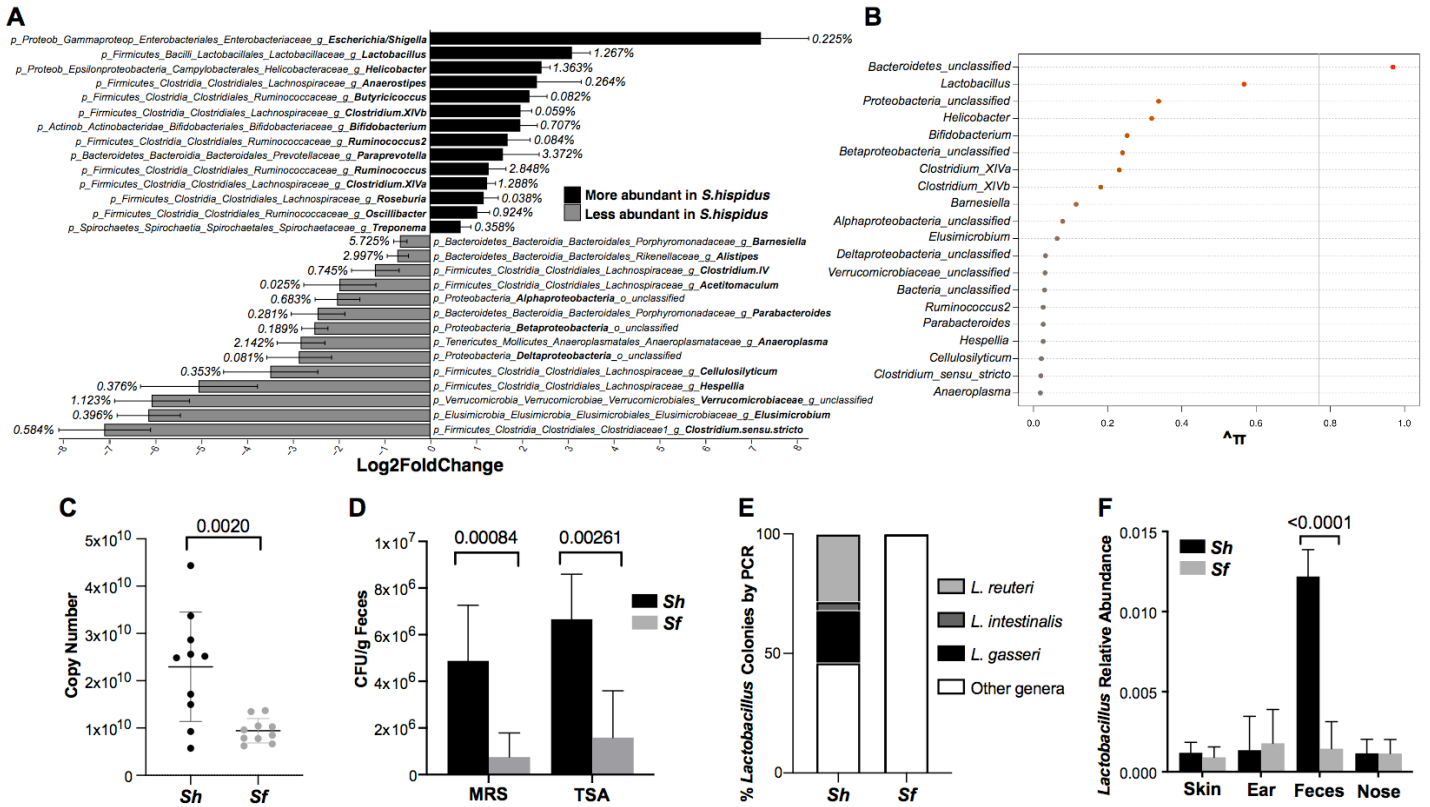 A
p_Proteob_Gammaproteop_Enterobacteriales_Enterobacteriaceae_g_Escherichia/Shigella 0.225%
p_Firmicutes_Bacilli_Lactobacillales_Lactobacillaceae_g_Lactobacillus 1.267%
p_Proteob_Epsilonproteobacteria_Campylobacterales_Helicobacteraceae_g_Helicobacter 1.363%
p_Firmicutes_Clostridia_Clostridiales_Lachnospiraceae_g_Anaerostipes 0.264%
p_Firmicutes_Clostridia_Clostridiales_Ruminococcaceae_g_Butyricicoccus 0.082%
p_Firmicutes_Clostridia_Clostridiales_Lachnospiraceae_g_Clostridium.XIVb 0.059%
p_Actinob_Actinobacteridae_Bifidobacteriales_Bifidobacteriaceae_g_Bifidobacterium 0.707%
p_Firmicutes_Clostridia_Clostridiales_Ruminococcaceae_g_Ruminococcus2 0.084%
p_Bacteroidetes_Bacteroidia_Bacteroidales_Prevotellaceae_g_Paraprevotella 3.372%
p_Firmicutes_Clostridia_Clostridiales_Ruminococcaceae_g_Ruminococcus 2.848%
p_Firmicutes_Clostridia_Clostridiales_Lachnospiraceae_g_Clostridium.XIVa 1.288%
p_Firmicutes_Clostridia_Clostridiales_Lachnospiraceae_g_Roseburia 0.038%
p_Firmicutes_Clostridia_Clostridiales_Ruminococcaceae_g_Oscillibacter 0.924%
p_Spirochaetes_Spirochaetia_Spirochaetales_Spirochaetaceae_g_Treponema 0.358%
More abundant in S.hispidus
Less abundant in S.hispidus
5.725% p_Bacteroidetes_Bacteroidia_Bacteroidales_Porphyromonadaceae_g_Barnesiella
2.997% p_Bacteroidetes_Bacteroidia_Bacteroidales_Rikenellaceae_g_Alistipes
0.745% p_Firmicutes_Clostridia_Clostridiales_Lachnospiraceae_g_Clostridium.IV
0.025% p_Firmicutes_Clostridia_Clostridiales_Lachnospiraceae_g_Acetitomaculum
0.683% p_Proteobacteria_Alphaproteobacteria_o_unclassified
0.281% p_Bacteroidetes_Bacteroidia_Bacteroidales_Porphyromonadaceae_g_Parabacteroides
0.189% p_Proteobacteria_Betaproteobacteria_o_unclassified
2.142% p_Tenericutes_Mollicutes_Anaeroplasmatales_Anaeroplasmataceae_g_Anaeroplasma
0.081% p_Proteobacteria_Deltaproteobacteria_o_unclassified
0.353% p_Firmicutes_Clostridia_Clostridiales_Lachnospiraceae_g_Cellulosilyticum
0.376% p_Firmicutes_Clostridia_Clostridiales_Lachnospiraceae_g_Hespellia
1.123% p_Verrucomicrobia_Verrucomicrobiae_Verrucomicrobiales_Verrucomicrobiaceae_g_unclassified
0.396% p_Elusimicrobia_Elusimicrobia_Elusimicrobiales_Elusimicrobiaceae_g_Elusimicrobium
0.584% p_Firmicutes_Clostridia_Clostridiales_Clostridiaceae1_g_Clostridium.sensu.stricto
-8 -7 -6 -5 -4 -3 -2 -1 0 1 2 3 4 5 6 7 8
Log2FoldChange
B
Bacteroidetes_unclassified
Lactobacillus
Proteobacteria_unclassified
Helicobacter
Bifidobacterium
Betaproteobacteria_unclassified
Clostridium_XIVa
Clostridium_XIVb
Barnesiella
Alphaproteobacteria_unclassified
Elusimicrobium
Deltaproteobacteria_unclassified
Verrucomicrobiaceae_unclassified
Bacteria_unclassified
Ruminococcus2
Parabacteroides
Hespellia
Cellulosilyticum
Clostridium_sensu_stricto
Anaeroplasma
0.0 0.2 0.4 0.6 0.8 1.0
^π
C
0.0020
Copy Number
5x10^10
4x10^10
3x10^10
2x10^10
1x10^10
0
Sh Sf
D
0.00084 0.00261
CFU/g Feces
1x10^7
8x10^6
6x10^6
4x10^6
2x10^6
0
Sh
Sf
MRS TSA
E
% Lactobacillus Colonies by PCR
100
50
0
Sh Sf
L. reuteri
L. intestinalis
L. gasseri
Other genera
F
<0.0001
Lactobacillus Relative Abundance
0.015
0.010
0.005
0.000
Sh
Sf
Skin Ear Feces Nose